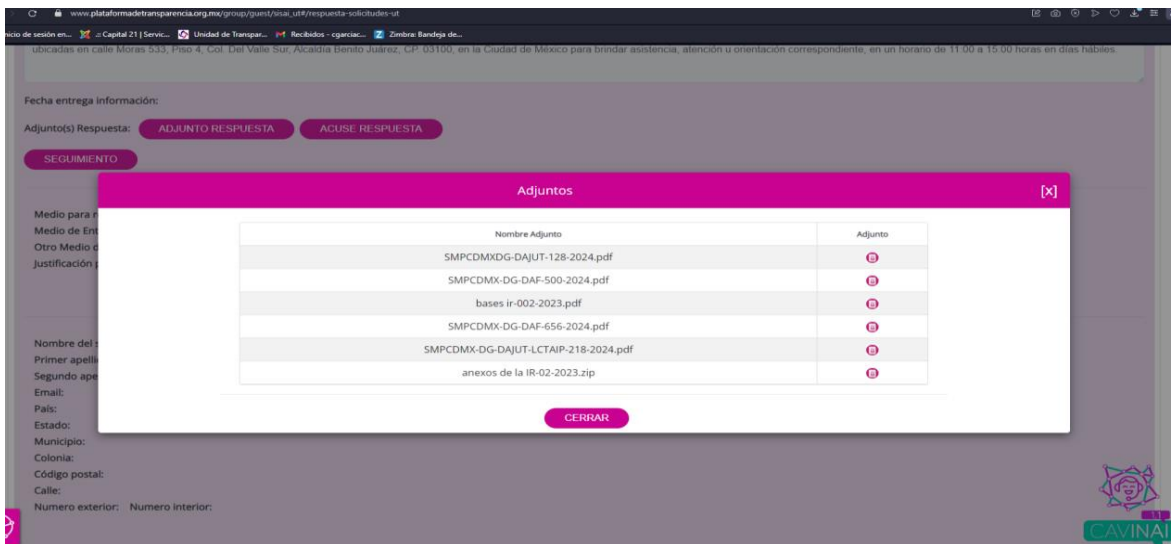 www.plataformadetransparencia.org.mx/group/guest/sisai_ut#/respuesta-solicitudes-ut
nicio de sesión en... .:: Capital 21 | Servic... Unidad de Transpar... Recibidos - cgarciac... Zimbra: Bandeja de...
ubicadas en calle Moras 533, Piso 4, Col. Del Valle Sur, Alcaldía Benito Juárez, CP. 03100, en la Ciudad de México para brindar asistencia, atención u orientación correspondiente, en un horario de 11:00 a 15:00 horas en días hábiles.
Fecha entrega información:
Adjunto(s) Respuesta: ADJUNTO RESPUESTA ACUSE RESPUESTA
SEGUIMIENTO
Adjuntos [x]
Medio para r
Medio de Ent
Otro Medio d
Justificación p
Nombre Adjunto Adjunto
SMPCDMXDG-DAJUT-128-2024.pdf
SMPCDMX-DG-DAF-500-2024.pdf
bases ir-002-2023.pdf
SMPCDMX-DG-DAF-656-2024.pdf
SMPCDMX-DG-DAJUT-LCTAIP-218-2024.pdf
anexos de la IR-02-2023.zip
CERRAR
Nombre del s
Primer apelli
Segundo ape
Email:
País:
Estado:
Municipio:
Colonia:
Código postal:
Calle:
Numero exterior: Numero interior:
1.1
CAVINAI